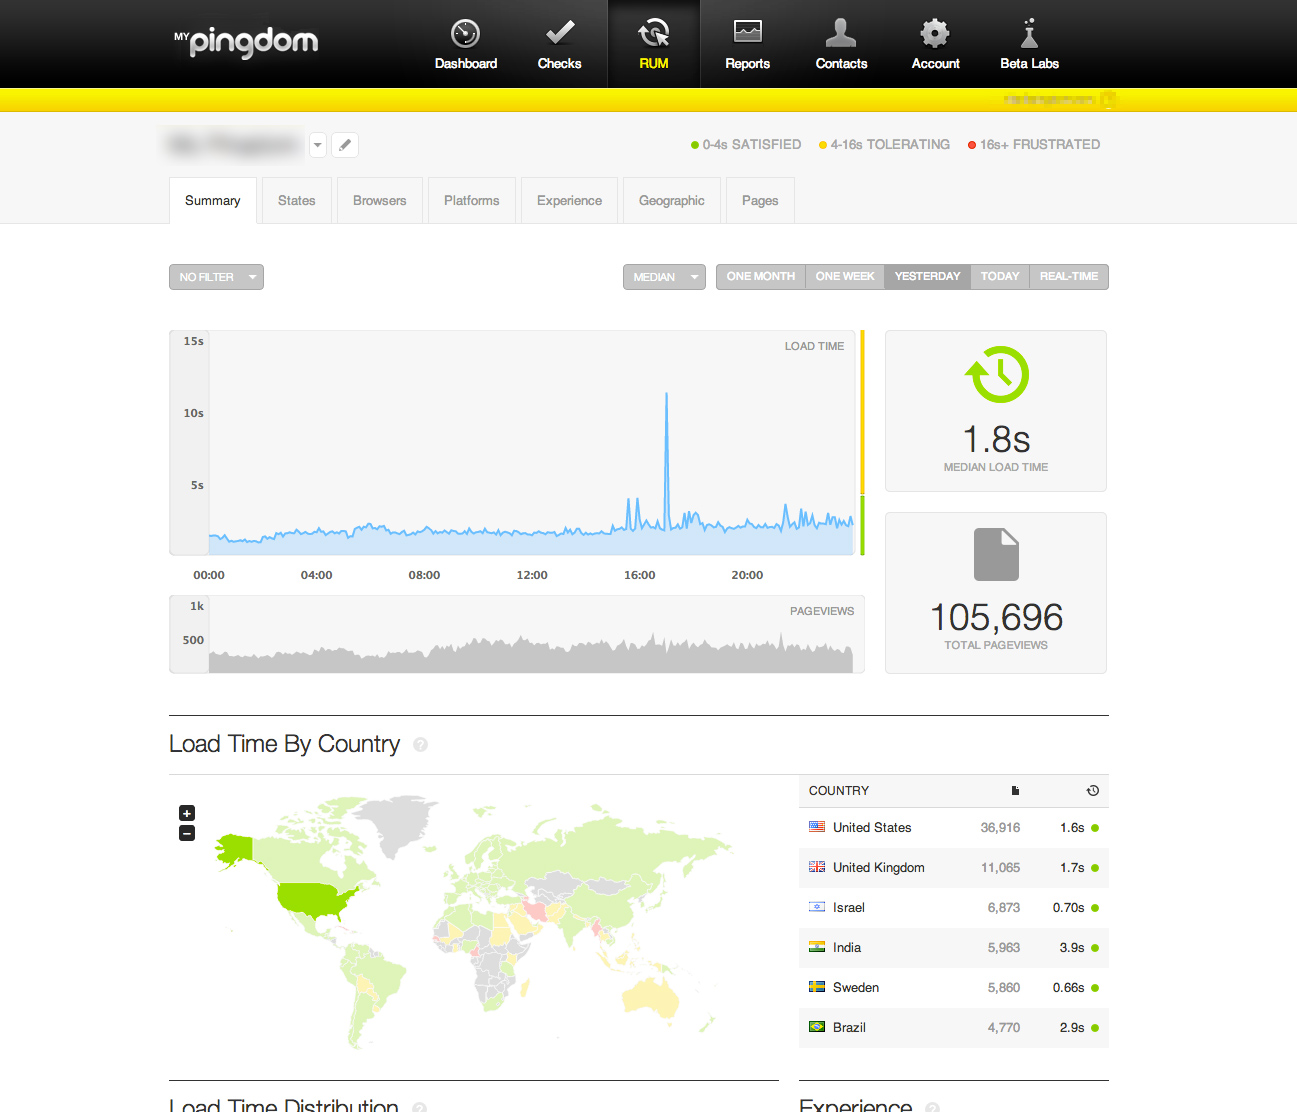 MY pingdom
Dashboard Checks RUM Reports Contacts Account Beta Labs
0-4s SATISFIED 4-16s TOLERATING 16s+ FRUSTRATED
Summary States Browsers Platforms Experience Geographic Pages
NO FILTER MEDIAN ONE MONTH ONE WEEK YESTERDAY TODAY REAL-TIME
15s
LOAD TIME
10s
5s
00:00 04:00 08:00 12:00 16:00 20:00
1.8s
MEDIAN LOAD TIME
1k
PAGEVIEWS
500
105,696
TOTAL PAGEVIEWS
Load Time By Country ?
+
−
COUNTRY
United States 36,916 1.6s
United Kingdom 11,065 1.7s
Israel 6,873 0.70s
India 5,963 3.9s
Sweden 5,860 0.66s
Brazil 4,770 2.9s
Load Time Distribution ?
Experience ?